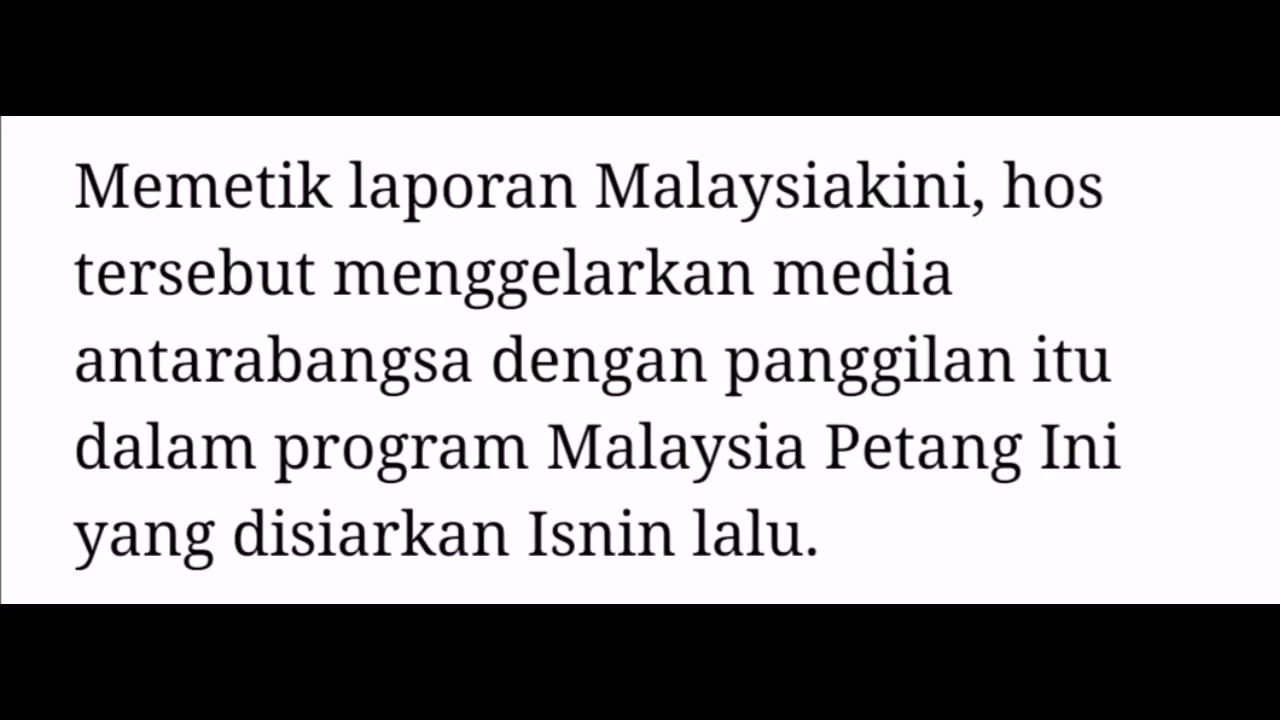 Memetik laporan Malaysiakini, hos
tersebut menggelarkan media
antarabangsa dengan panggilan itu
dalam program Malaysia Petang Ini
yang disiarkan Isnin lalu.